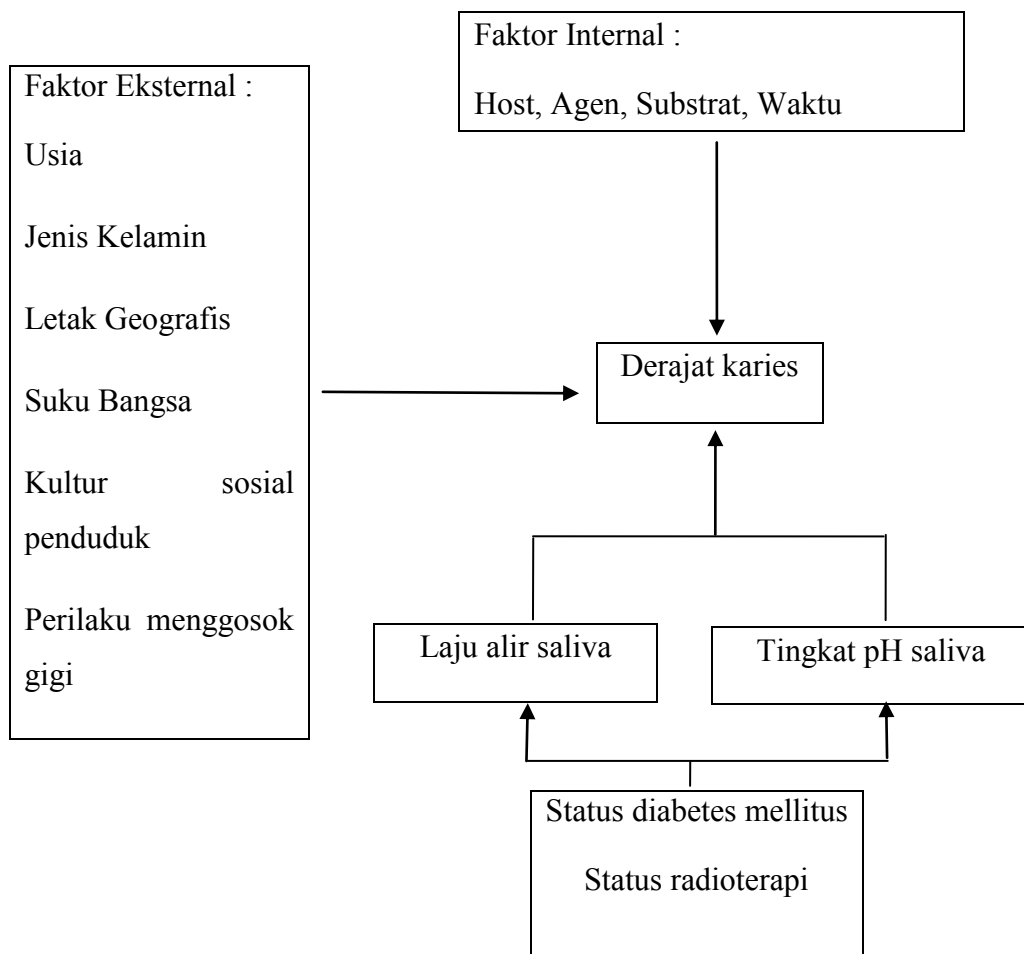 Faktor Internal :
Host, Agen, Substrat, Waktu
Faktor Eksternal :
Usia
Jenis Kelamin
Letak Geografis
Suku Bangsa
Kultur sosial
penduduk
Perilaku menggosok
gigi
Derajat karies
Laju alir saliva
Tingkat pH saliva
Status diabetes mellitus
Status radioterapi